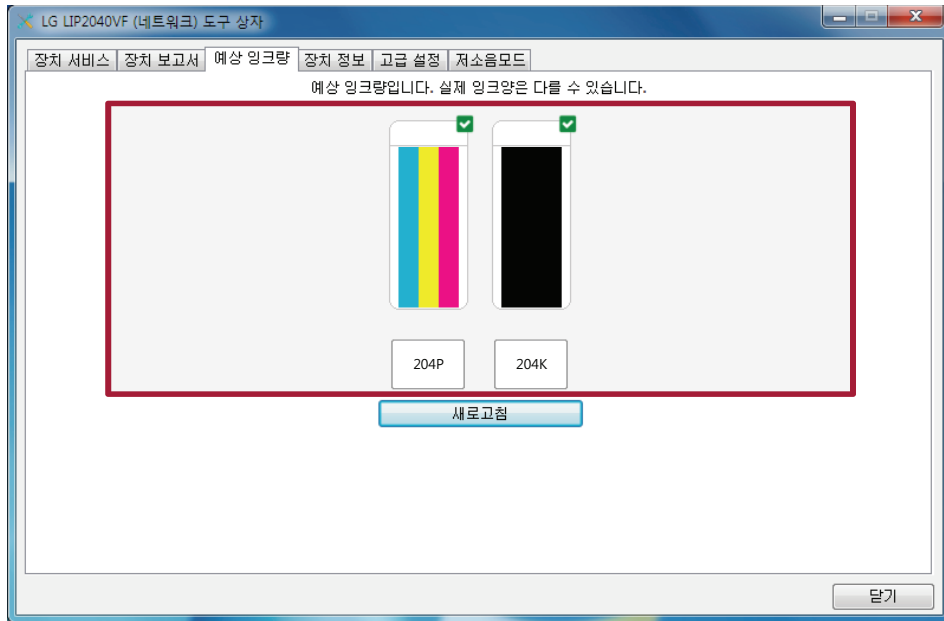 LG LIP2040VF (네트워크) 도구 상자
장치 서비스 장치 보고서 예상 잉크량 장치 정보 고급 설정 저소음모드
예상 잉크량입니다. 실제 잉크양은 다를 수 있습니다.
204P 204K
새로고침
닫기